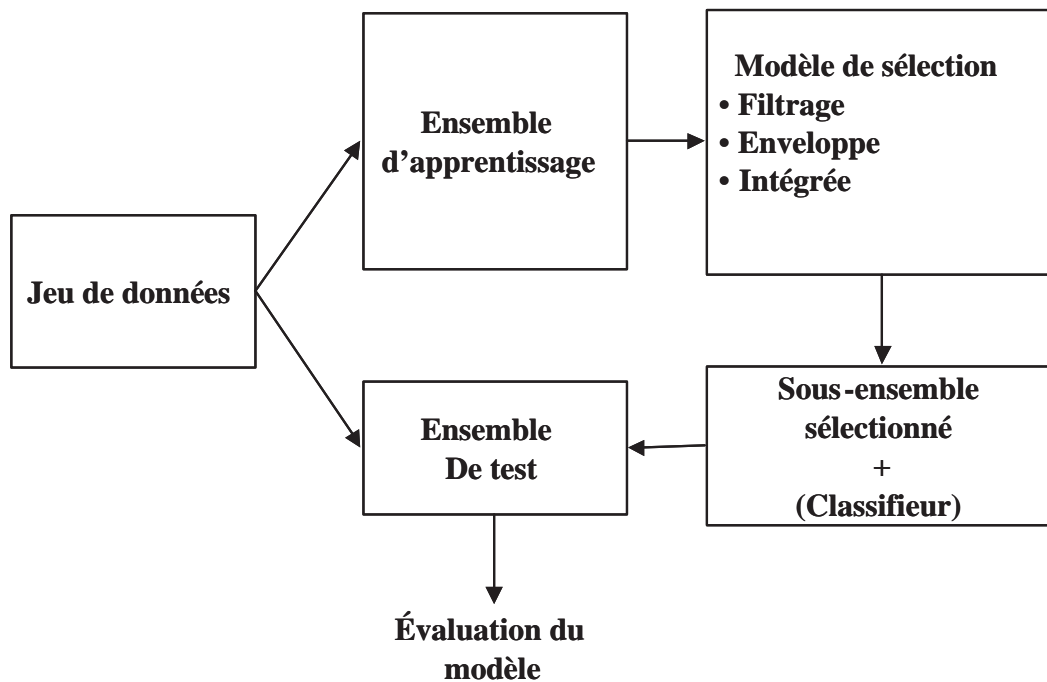 Jeu de données
Ensemble
d’apprentissage
Modèle de sélection
• Filtrage
• Enveloppe
• Intégrée
Sous-ensemble
sélectionné
+
(Classifieur)
Ensemble
De test
Évaluation du
modèle